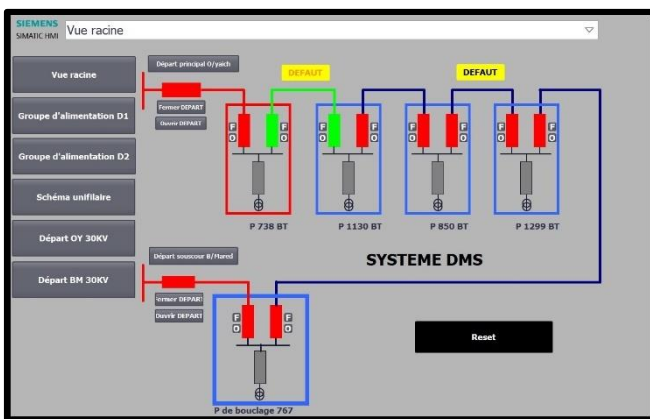 SIEMENS
SIMATIC HMI
Vue racine
Vue racine
Groupe d'alimentation D1
Groupe d'alimentation D2
Schéma unifilaire
Départ OY 30KV
Départ BM 30KV
Départ principal O/yaich
Fermer DEPART
Ouvrir DEPART
DEFAUT
DEFAUT
F
O
F
O
F
O
F
O
F
O
F
O
F
O
F
O
P 738 BT
P 1130 BT
P 850 BT
P 1299 BT
SYSTEME DMS
Départ souscour B/Mared
Fermer DEPART
Ouvrir DEPART
F
O
F
O
Reset
P de bouclage 767